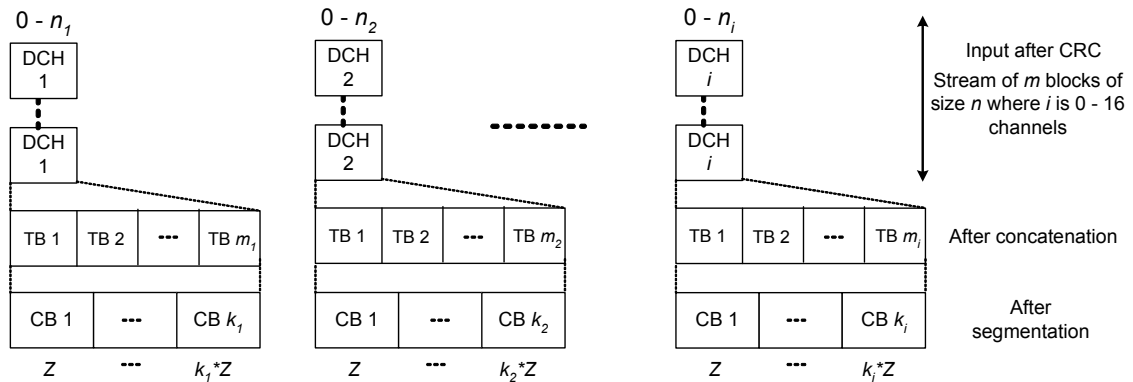 0 - n₁
0 - n₂
0 - nᵢ
DCH
1
DCH
2
DCH
i
Input after CRC
Stream of m blocks of
size n where i is 0 - 16
channels
DCH
1
DCH
2
DCH
i
TB 1 TB 2 --- TB m₁
TB 1 TB 2 --- TB m₂
TB 1 TB 2 --- TB mᵢ
After concatenation
CB 1 --- CB k₁
CB 1 --- CB k₂
CB 1 --- CB kᵢ
After
segmentation
Z --- k₁*Z
Z --- k₂*Z
Z --- kᵢ*Z